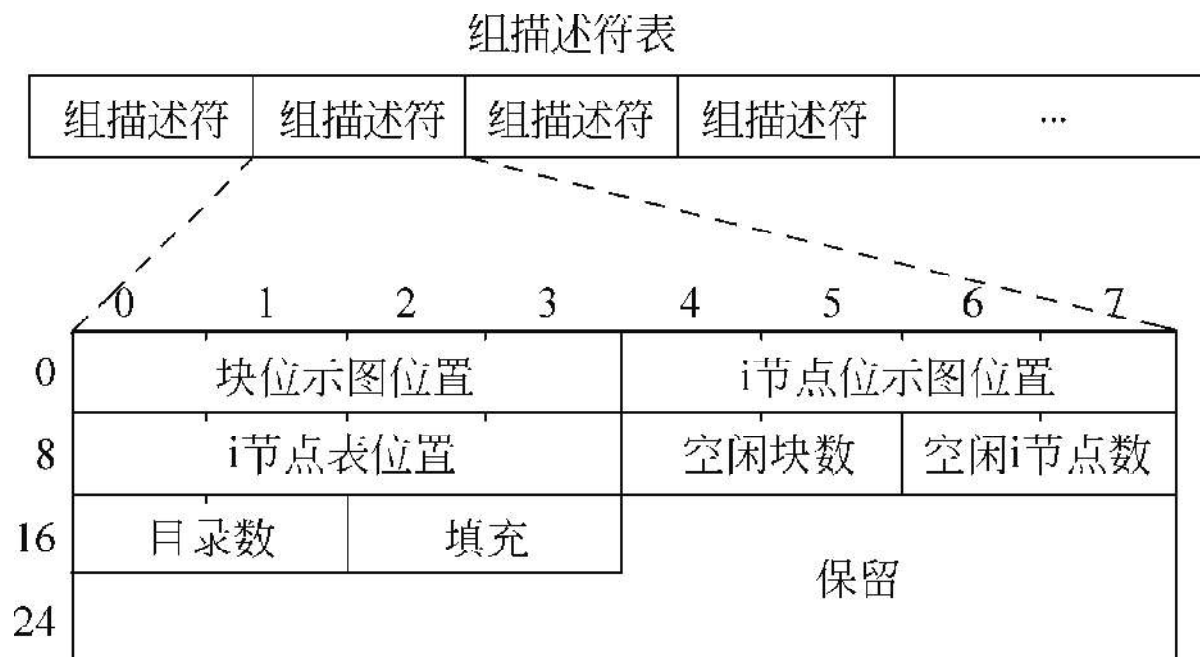 组描述符表
组描述符 组描述符 组描述符 组描述符 ...
0 1 2 3 4 5 6 7
0 块位示图位置 i节点位示图位置
8 i节点表位置 空闲块数 空闲i节点数
16 目录数 填充
保留
24